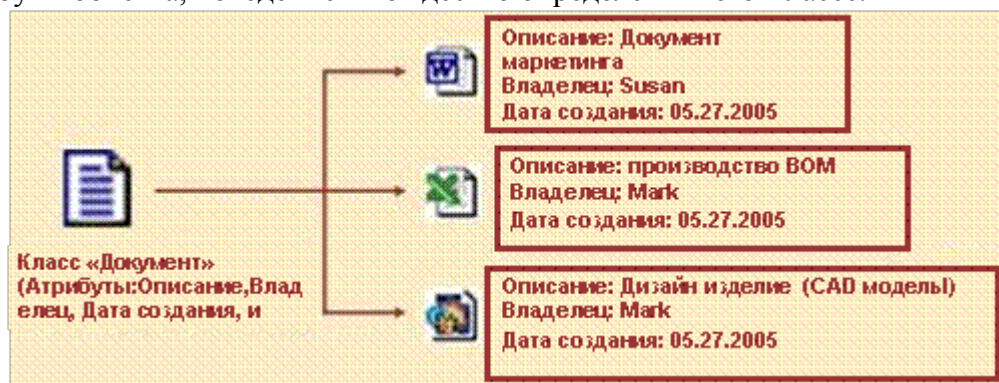 Описание: Документ
маркетинга
Владелец: Susan
Дата создания: 05.27.2005
Описание: производство BOM
Владелец: Mark
Дата создания: 05.27.2005
Класс «Документ»
(Атрибуты:Описание,Влад
елец, Дата создания, и
Описание: Дизайн изделие (CAD моделы)
Владелец: Mark
Дата создания: 05.27.2005